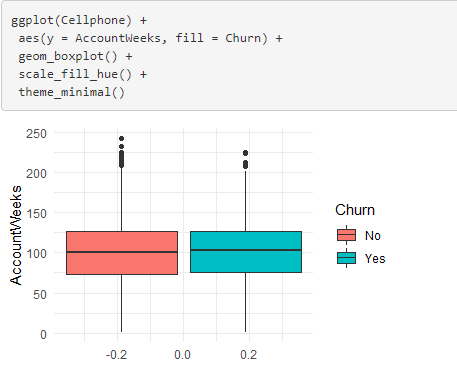 ggplot(Cellphone) +
aes(y = AccountWeeks, fill = Churn) +
geom_boxplot() +
scale_fill_hue() +
theme_minimal()
250
200
150
100
50
0
AccountWeeks
-0.2 0.0 0.2
Churn
No
Yes